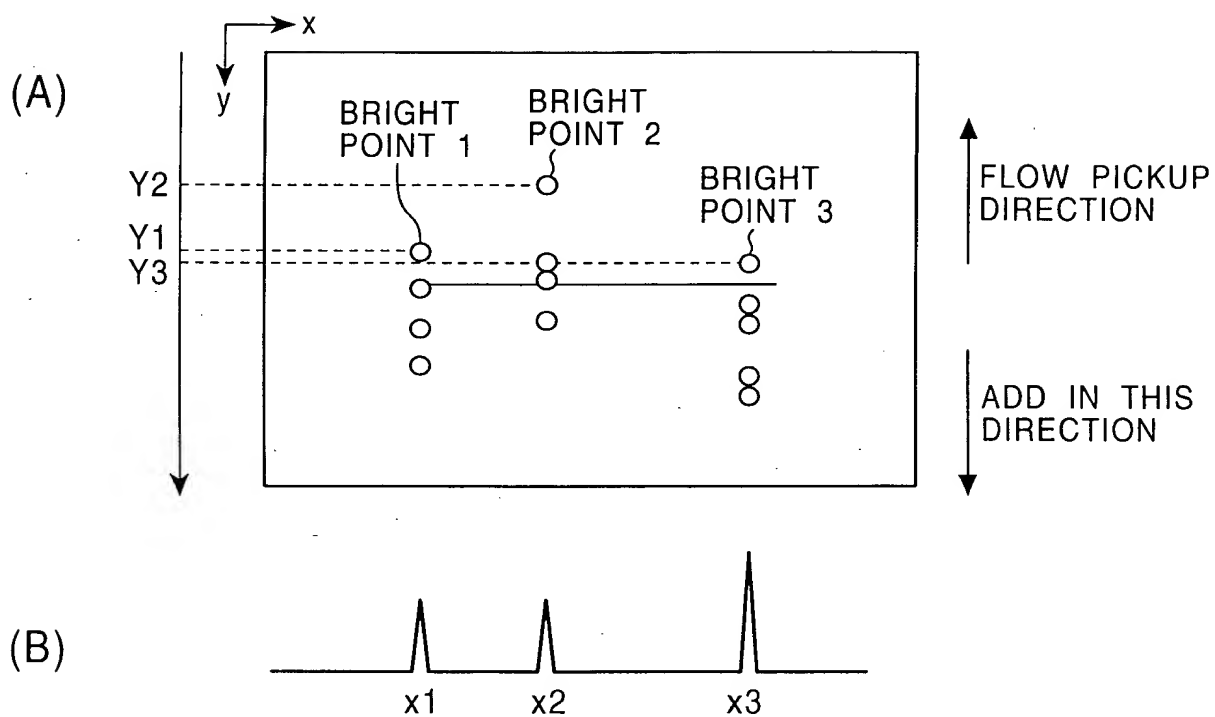 (A)
x
y
BRIGHT
POINT 1
BRIGHT
POINT 2
BRIGHT
POINT 3
Y2
Y1
Y3
FLOW PICKUP
DIRECTION
ADD IN THIS
DIRECTION
(B)
x1
x2
x3